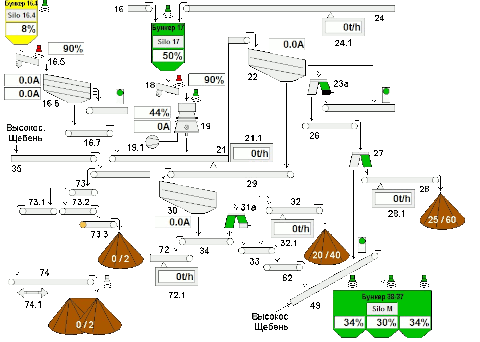 Бункер 16.4
Silo 16.4
8%
16
Бункер 17
Silo 17
50%
24
0t/h
24.1
0.0A
22
90%
16.5
0.0A
0.0A
16.6
18
90%
44%
0A
19
19.1
16.7
23a
26
21
21.1
0t/h
Высокос.
Щебень
35
27
29
73
73.1
73.2
73.3
0 / 2
30
0.0A
31a
32
0t/h
32.1
28
0t/h
28.1
25 / 60
20 / 40
34
33
62
72
0t/h
72.1
74
74.1
0 / 2
49
Высокос
Щебень
Бункер 38/37
Silo M
34%
30%
34%